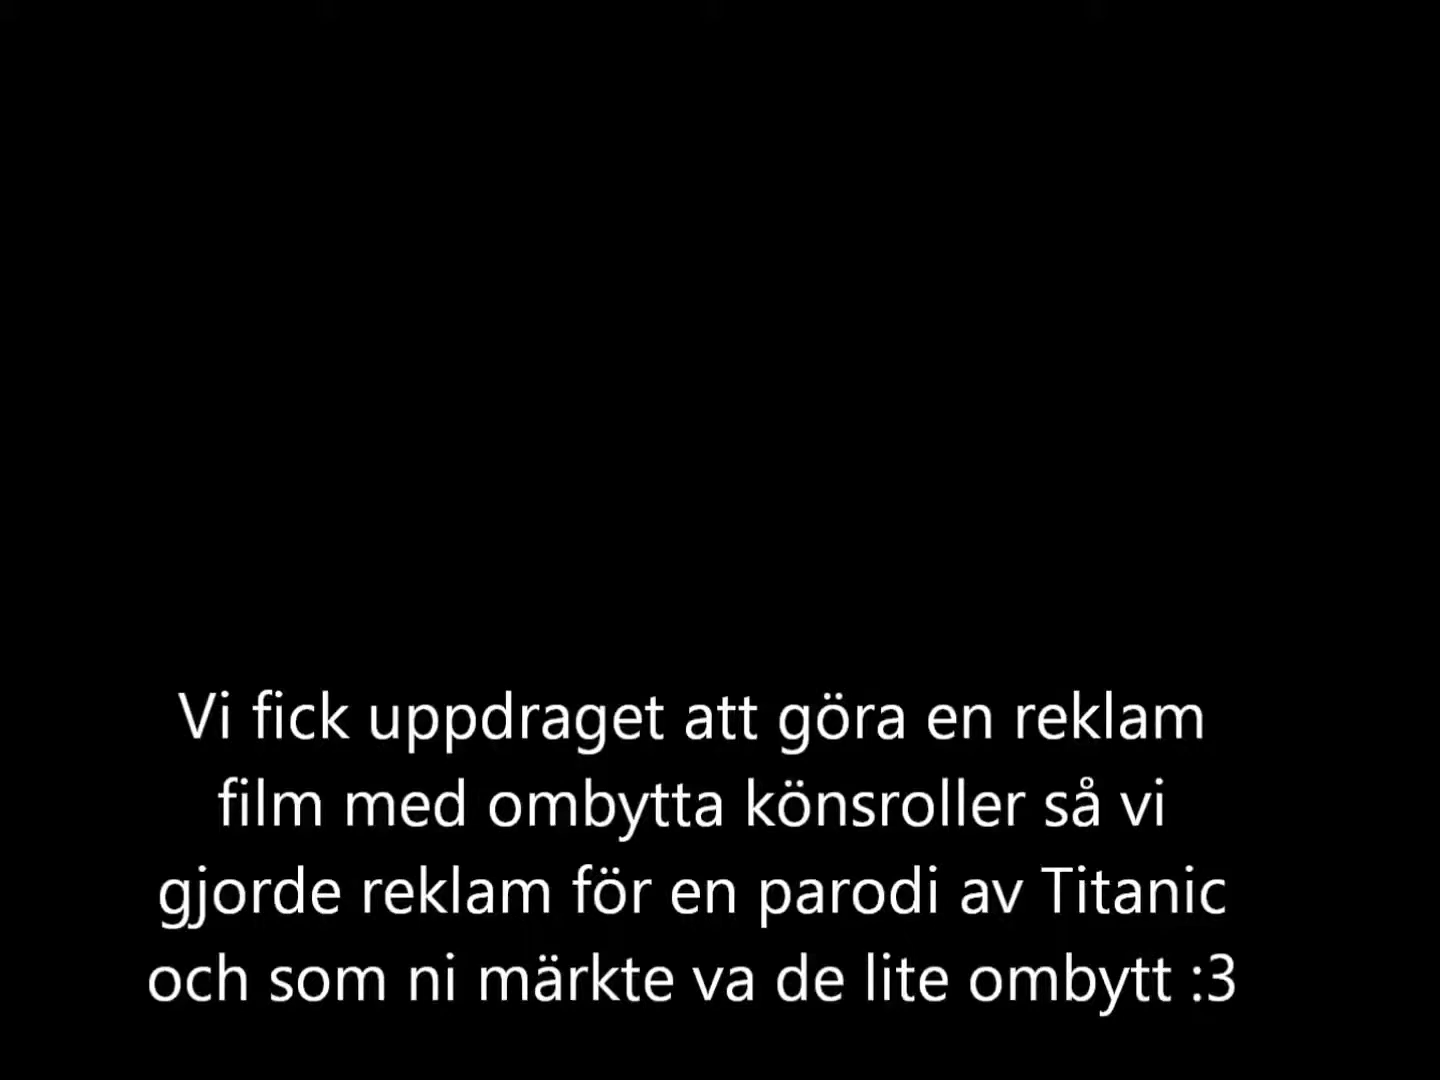 Vi fick uppdraget att göra en reklam
film med ombytta könsroller så vi
gjorde reklam för en parodi av Titanic
och som ni märkte va de lite ombytt :3